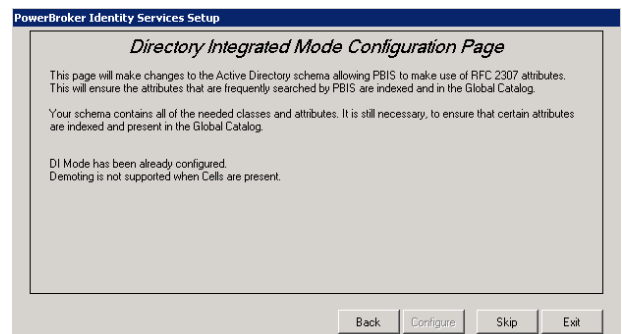 PowerBroker Identity Services Setup
Directory Integrated Mode Configuration Page
This page will make changes to the Active Directory schema allowing PBIS to make use of RFC 2307 attributes.
This will ensure the attributes that are frequently searched by PBIS are indexed and in the Global Catalog.
Your schema contains all of the needed classes and attributes. It is still necessary, to ensure that certain attributes
are indexed and present in the Global Catalog.
DI Mode has been already configured.
Demoting is not supported when Cells are present.
Back Configure Skip Exit